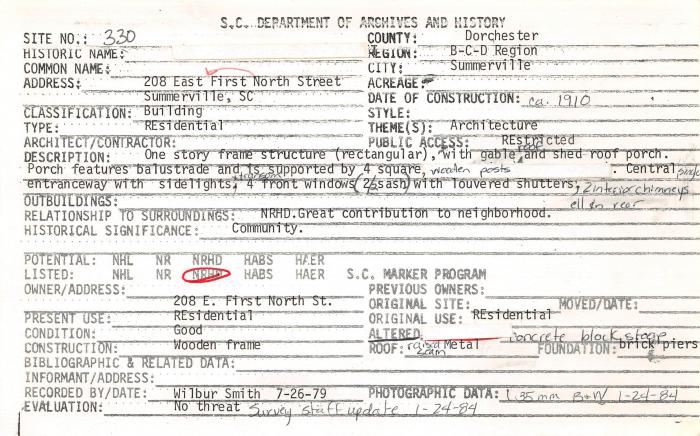 S.C. DEPARTMENT OF ARCHIVES AND HISTORY
SITE NO.: 330 COUNTY: Dorchester
HISTORIC NAME: REGION: B-C-D Region
COMMON NAME: CITY: Summerville
ADDRESS: 208 East First North Street ACREAGE:
Summerville, SC DATE OF CONSTRUCTION: ca. 1910
CLASSIFICATION: Building STYLE:
TYPE: REsidential THEME(S): Architecture
ARCHITECT/CONTRACTOR: PUBLIC ACCESS: REstricted
DESCRIPTION: One story frame structure (rectangular), with gable and shed roof porch.
Porch features balustrade and is supported by 4 square, wooden posts. Central
transom
entranceway with sidelights, 4 front windows (2/2 sash) with louvered shutters; 2 interior chimneys
OUTBUILDINGS: ell on rear
RELATIONSHIP TO SURROUNDINGS: NRHD.Great contribution to neighborhood.
HISTORICAL SIGNIFICANCE: Community.
POTENTIAL: NHL NR NRHD HABS HAER
LISTED: NHL NR NRHD HABS HAER S.C. MARKER PROGRAM
OWNER/ADDRESS: PREVIOUS OWNERS:
208 E. First North St. ORIGINAL SITE: MOVED/DATE:
PRESENT USE: REsidential ORIGINAL USE: REsidential
CONDITION: Good ALTERED: concrete block stoop
CONSTRUCTION: Wooden frame ROOF: raised seam Metal FOUNDATION: brick piers
BIBLIOGRAPHIC & RELATED DATA:
INFORMANT/ADDRESS:
RECORDED BY/DATE: Wilbur Smith 7-26-79 PHOTOGRAPHIC DATA: 1.35mm B+W 1-24-84
EVALUATION: No threat Survey staff update 1-24-84